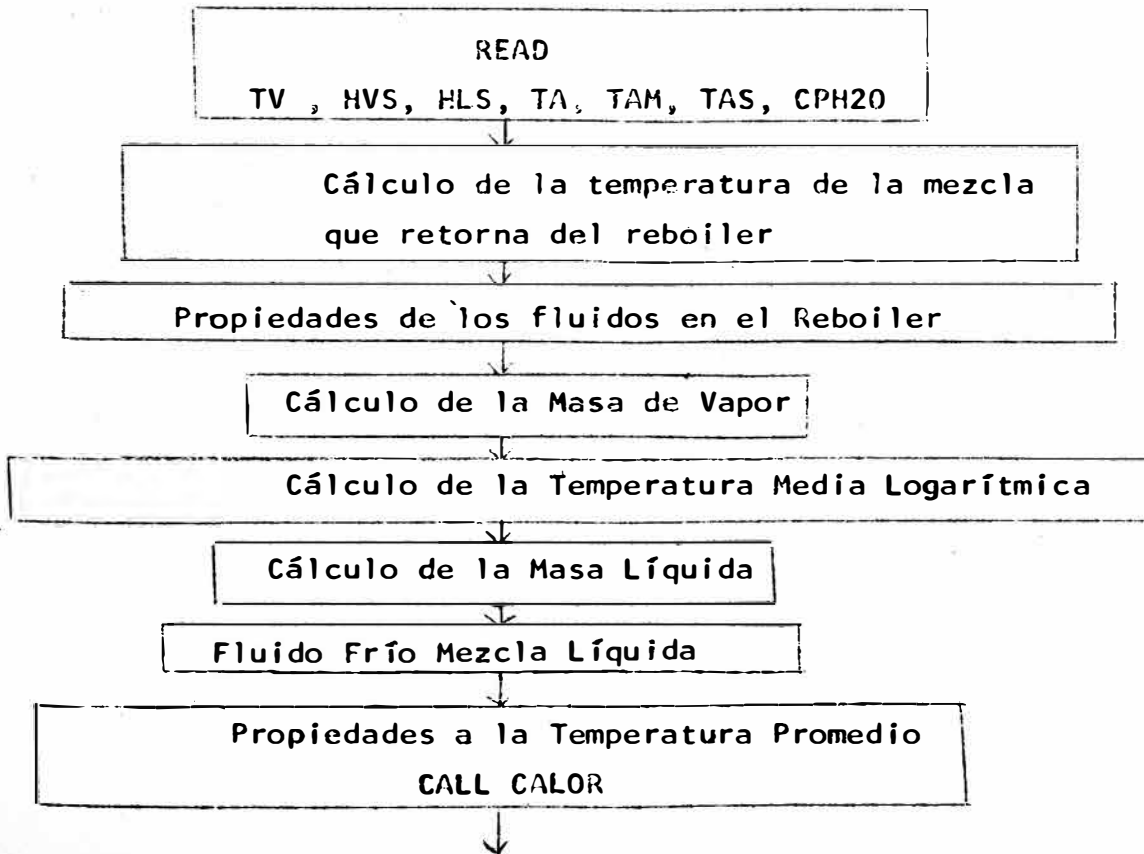 READ
TV , HVS, HLS, TA, TAM, TAS, CPH2O
Cálculo de la temperatura de la mezcla
que retorna del reboiler
Propiedades de los fluidos en el Reboiler
Cálculo de la Masa de Vapor
Cálculo de la Temperatura Media Logarítmica
Cálculo de la Masa Líquida
Fluido Frío Mezcla Líquida
Propiedades a la Temperatura Promedio
CALL CALOR